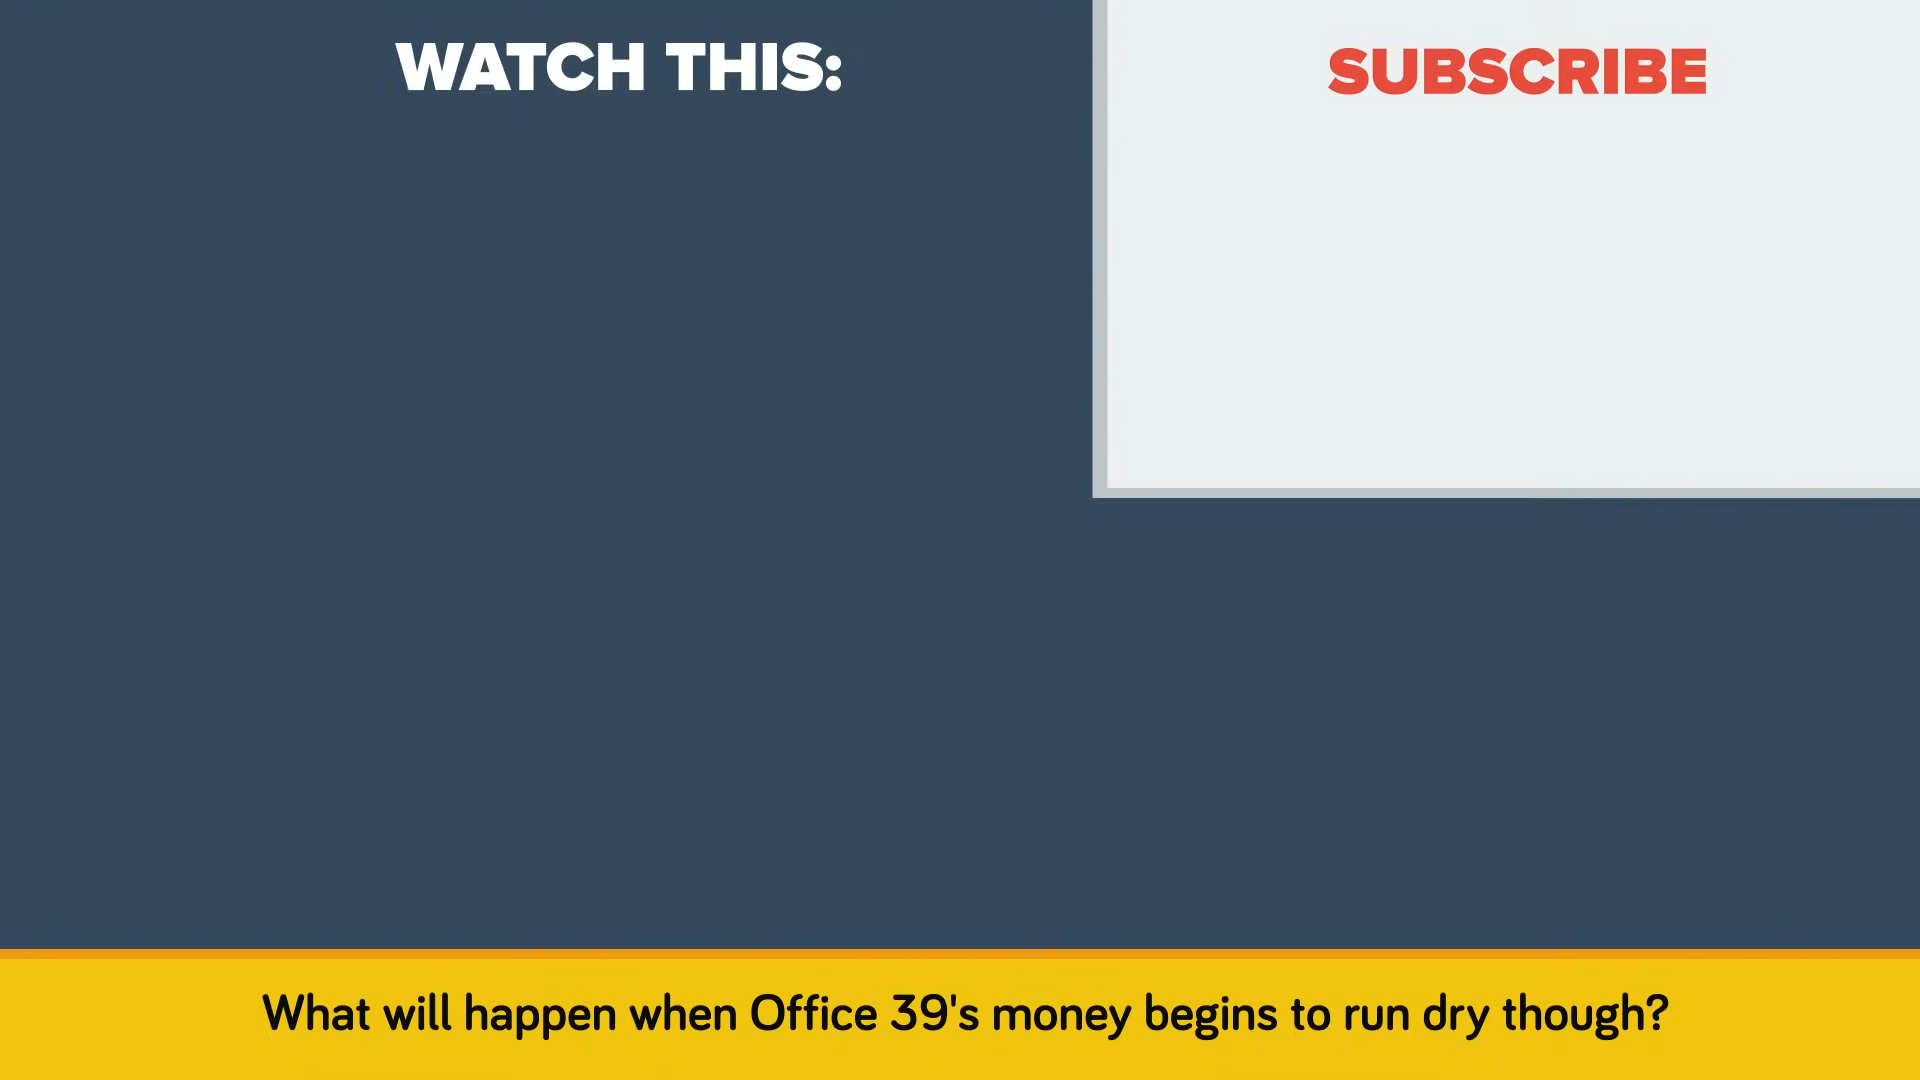 WATCH THIS:
SUBSCRIBE
What will happen when Office 39's money begins to run dry though?